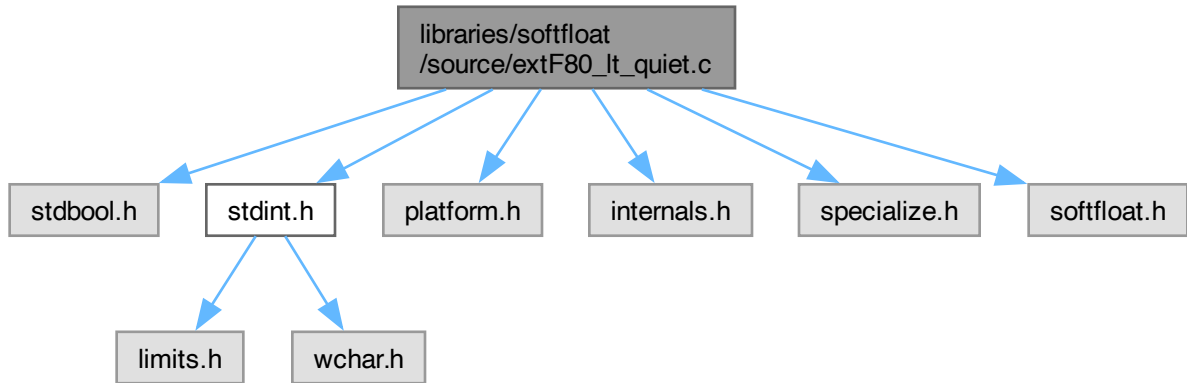 libraries/softfloat
/source/extF80_lt_quiet.c
stdbool.h
stdint.h
platform.h
internals.h
specialize.h
softfloat.h
limits.h
wchar.h